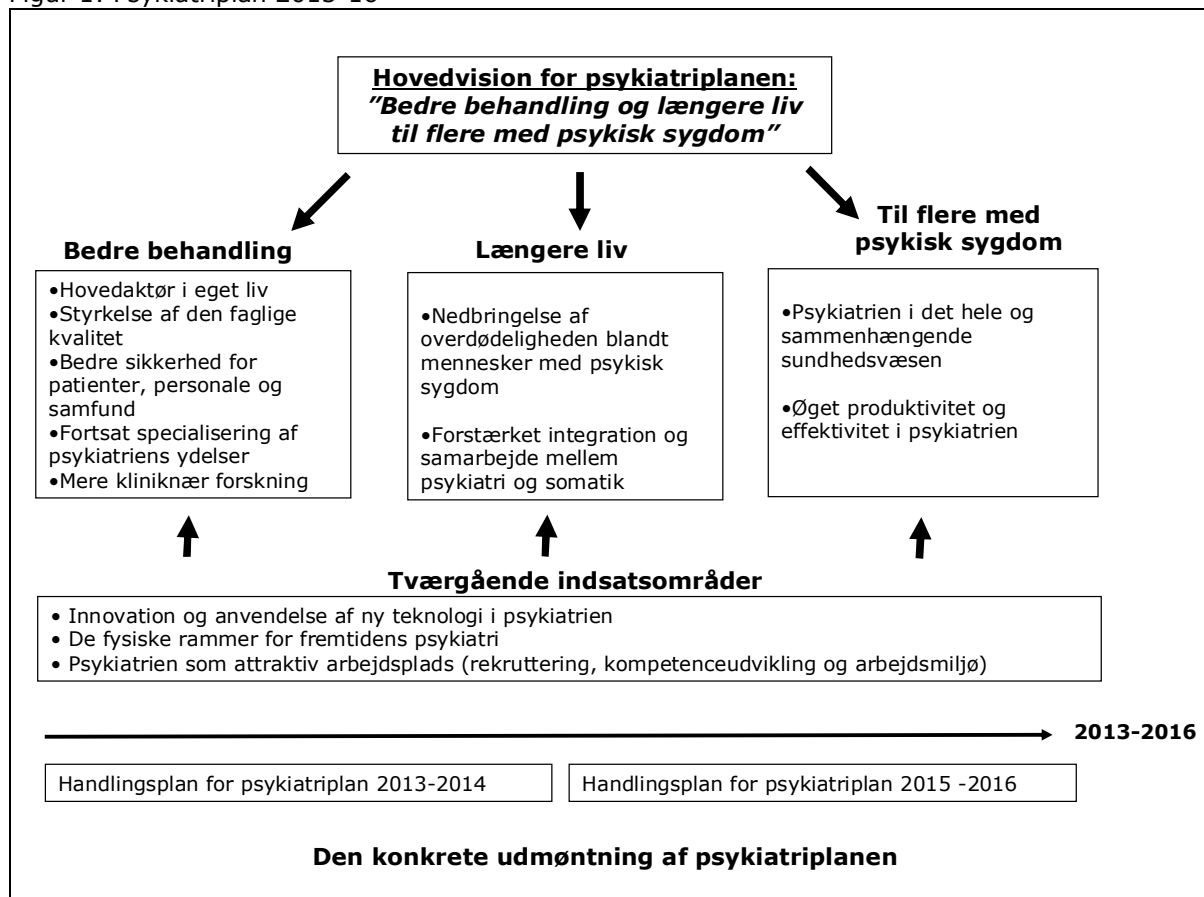 Figur 1. Psykiatriplan 2013-16
Hovedvision for psykiatriplanen:
”Bedre behandling og længere liv
til flere med psykisk sygdom”
Bedre behandling
•Hovedaktør i eget liv
•Styrkelse af den faglige
kvalitet
•Bedre sikkerhed for
patienter, personale og
samfund
•Fortsat specialisering af
psykiatriens ydelser
•Mere kliniknær forskning
Længere liv
•Nedbringelse af
overdødeligheden blandt
mennesker med psykisk
sygdom
•Forstærket integration og
samarbejde mellem
psykiatri og somatik
Til flere med
psykisk sygdom
•Psykiatrien i det hele og
sammenhængende
sundhedsvæsen
•Øget produktivitet og
effektivitet i psykiatrien
Tværgående indsatsområder
• Innovation og anvendelse af ny teknologi i psykiatrien
• De fysiske rammer for fremtidens psykiatri
• Psykiatrien som attraktiv arbejdsplads (rekruttering, kompetenceudvikling og arbejdsmiljø)
2013-2016
Handlingsplan for psykiatriplan 2013-2014
Handlingsplan for psykiatriplan 2015 -2016
Den konkrete udmøntning af psykiatriplanen